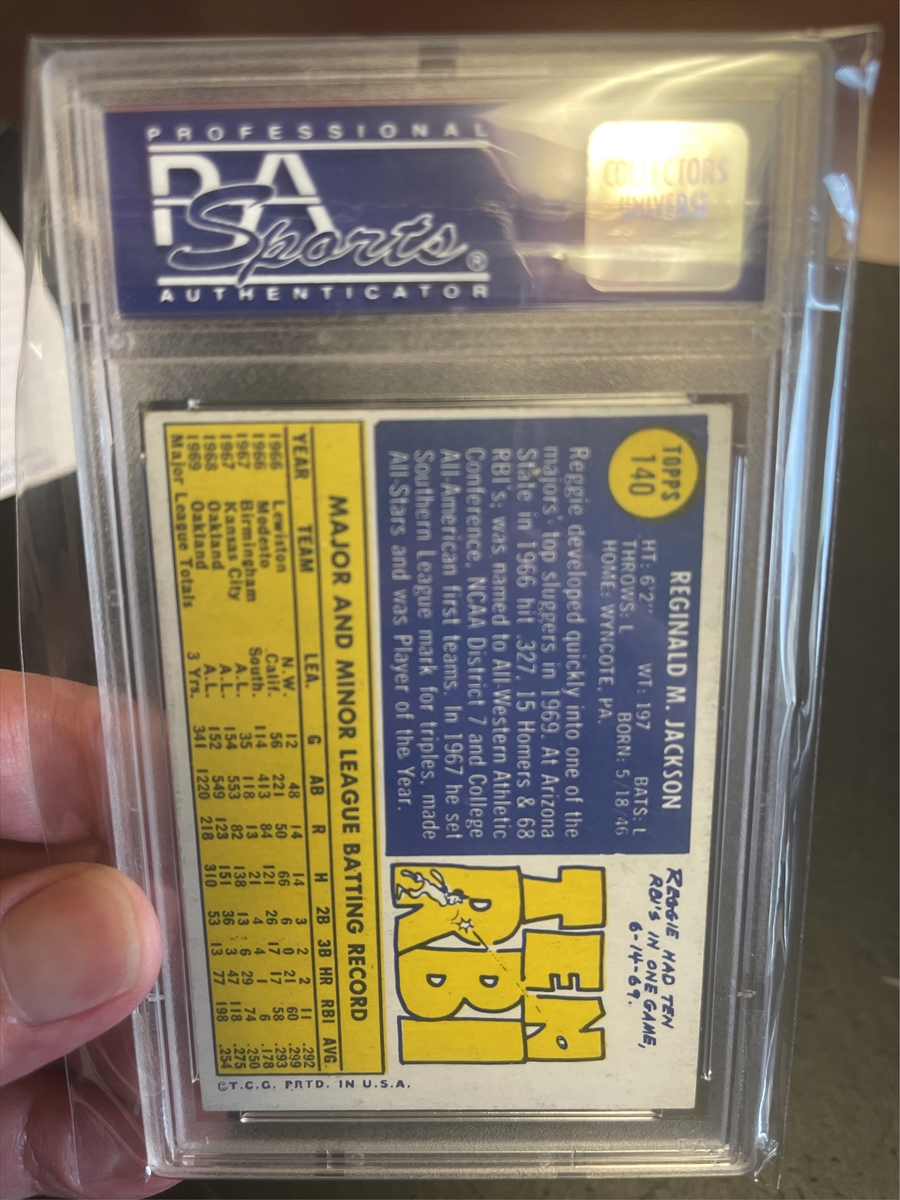 PROFESSIONAL
PSA
Sports®
AUTHENTICATOR
COLLECTORS
UNIVERSE
TOPPS
140
REGINALD M. JACKSON
HT: 6'2" WT: 197 BATS: L
THROWS: L BORN: 5/18/46
HOME: WYNCOTE, PA.
Reggie developed quickly into one of the
majors' top sluggers in 1969. At Arizona
State in 1966 hit .327, 15 Homers & 68
RBI's; was named to All-Western Athletic
Conference, NCAA District 7 and College
All-American first teams. In 1967 he set
Southern League mark for triples, made
All-Stars and was Player of the Year.
REGGIE HAD TEN
RBI'S IN ONE GAME,
6-14-69.
TEN
RBI
MAJOR AND MINOR LEAGUE BATTING RECORD
YEAR TEAM LEA. G AB R H 2B 3B HR RBI AVG.
1966 Lewiston N.W. 12 48 14 14 3 2 2 11 .292
1966 Modesto Calif. 56 221 50 66 6 0 21 60 .299
1967 Birmingham South. 114 413 84 121 26 17 17 58 .293
1967 Kansas City A.L. 35 118 13 21 4 4 1 6 .178
1968 Oakland A.L. 154 553 82 138 13 6 29 74 .250
1969 Oakland A.L. 152 549 123 151 36 3 47 118 .275
Major League Totals 3 Yrs. 341 1220 218 310 53 13 77 198 .254
©T.C.G. PRTD. IN U.S.A.